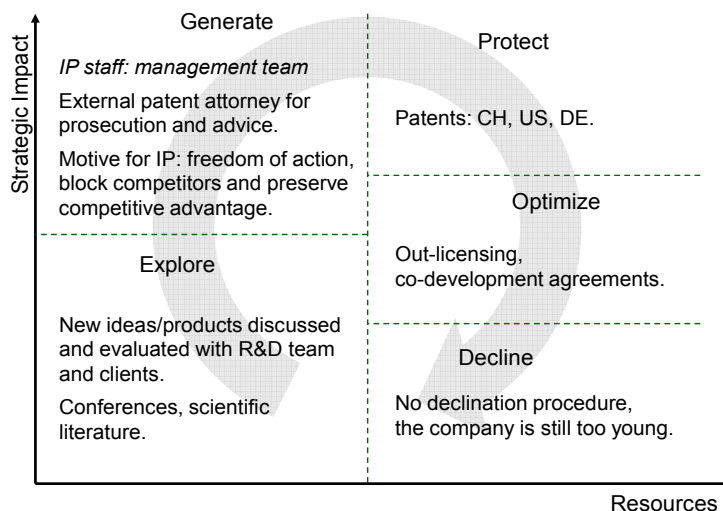 Strategic Impact
Generate
IP staff: management team
External patent attorney for
prosecution and advice.
Motive for IP: freedom of action,
block competitors and preserve
competitive advantage.
Protect
Patents: CH, US, DE.
Optimize
Out-licensing,
co-development agreements.
Explore
New ideas/products discussed
and evaluated with R&D team
and clients.
Conferences, scientific
literature.
Decline
No declination procedure,
the company is still too young.
Resources